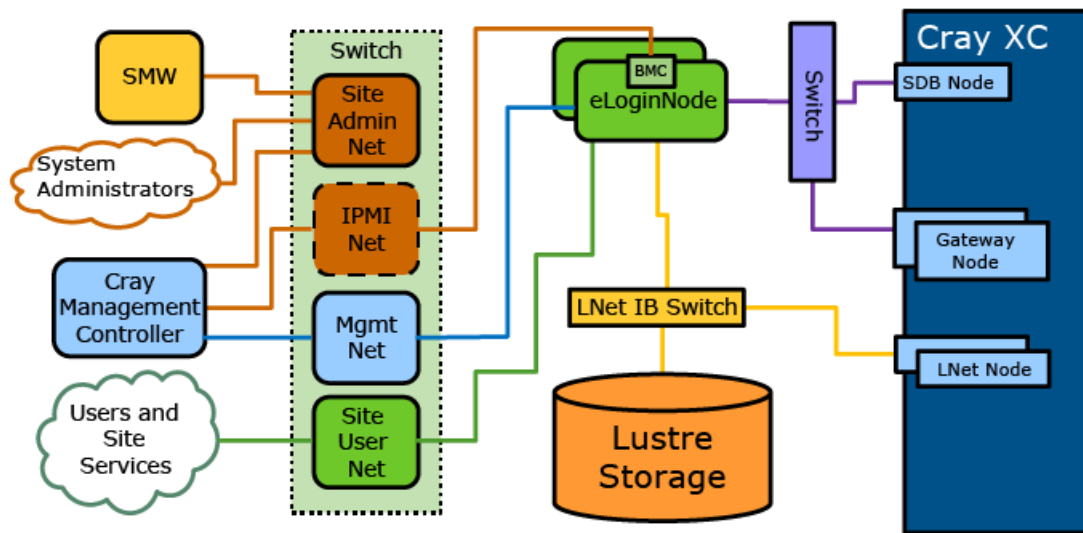 SMW
System
Administrators
Cray
Management
Controller
Users and
Site
Services
Switch
Site
Admin
Net
IPMI
Net
Mgmt
Net
Site
User
Net
BMC
eLoginNode
LNet IB Switch
Lustre
Storage
Switch
Cray XC
SDB Node
Gateway
Node
LNet Node